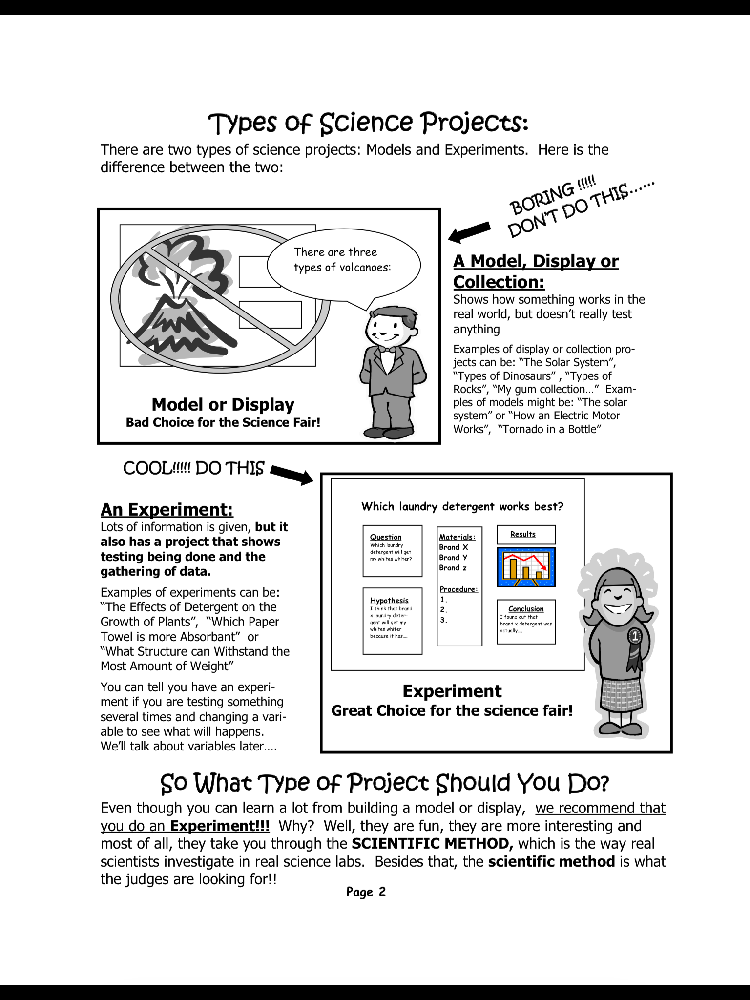 Types of Science Projects:
There are two types of science projects: Models and Experiments.  Here is the
difference between the two:
BORING !!!!!
DON'T DO THIS......
There are three
types of volcanoes:
Model or Display
Bad Choice for the Science Fair!
A Model, Display or
Collection:
Shows how something works in the
real world, but doesn't really test
anything
Examples of display or collection pro-
jects can be: “The Solar System”,
“Types of Dinosaurs” , “Types of
Rocks”, “My gum collection…”  Exam-
ples of models might be: “The solar
system” or “How an Electric Motor
Works”,  “Tornado in a Bottle”
COOL!!!!! DO THIS
An Experiment:
Lots of information is given, but it
also has a project that shows
testing being done and the
gathering of data.
Examples of experiments can be:
“The Effects of Detergent on the
Growth of Plants”,  “Which Paper
Towel is more Absorbant”  or
“What Structure can Withstand the
Most Amount of Weight”
You can tell you have an experi-
ment if you are testing something
several times and changing a vari-
able to see what will happens.
We'll talk about variables later….
Which laundry detergent works best?
Question
Which laundry
detergent will get
my whites whiter?
Hypothesis
I think that brand
x laundry deter-
gent will get my
whites whiter
because it has.....
Materials:
Brand X
Brand Y
Brand z
Procedure:
1.
2.
3.
Results
Conclusion
I found out that
brand x detergent was
actually....
1
Experiment
Great Choice for the science fair!
So What Type of Project Should You Do?
Even though you can learn a lot from building a model or display,  we recommend that
you do an Experiment!!!  Why?  Well, they are fun, they are more interesting and
most of all, they take you through the SCIENTIFIC METHOD, which is the way real
scientists investigate in real science labs.  Besides that, the scientific method is what
the judges are looking for!!
Page 2